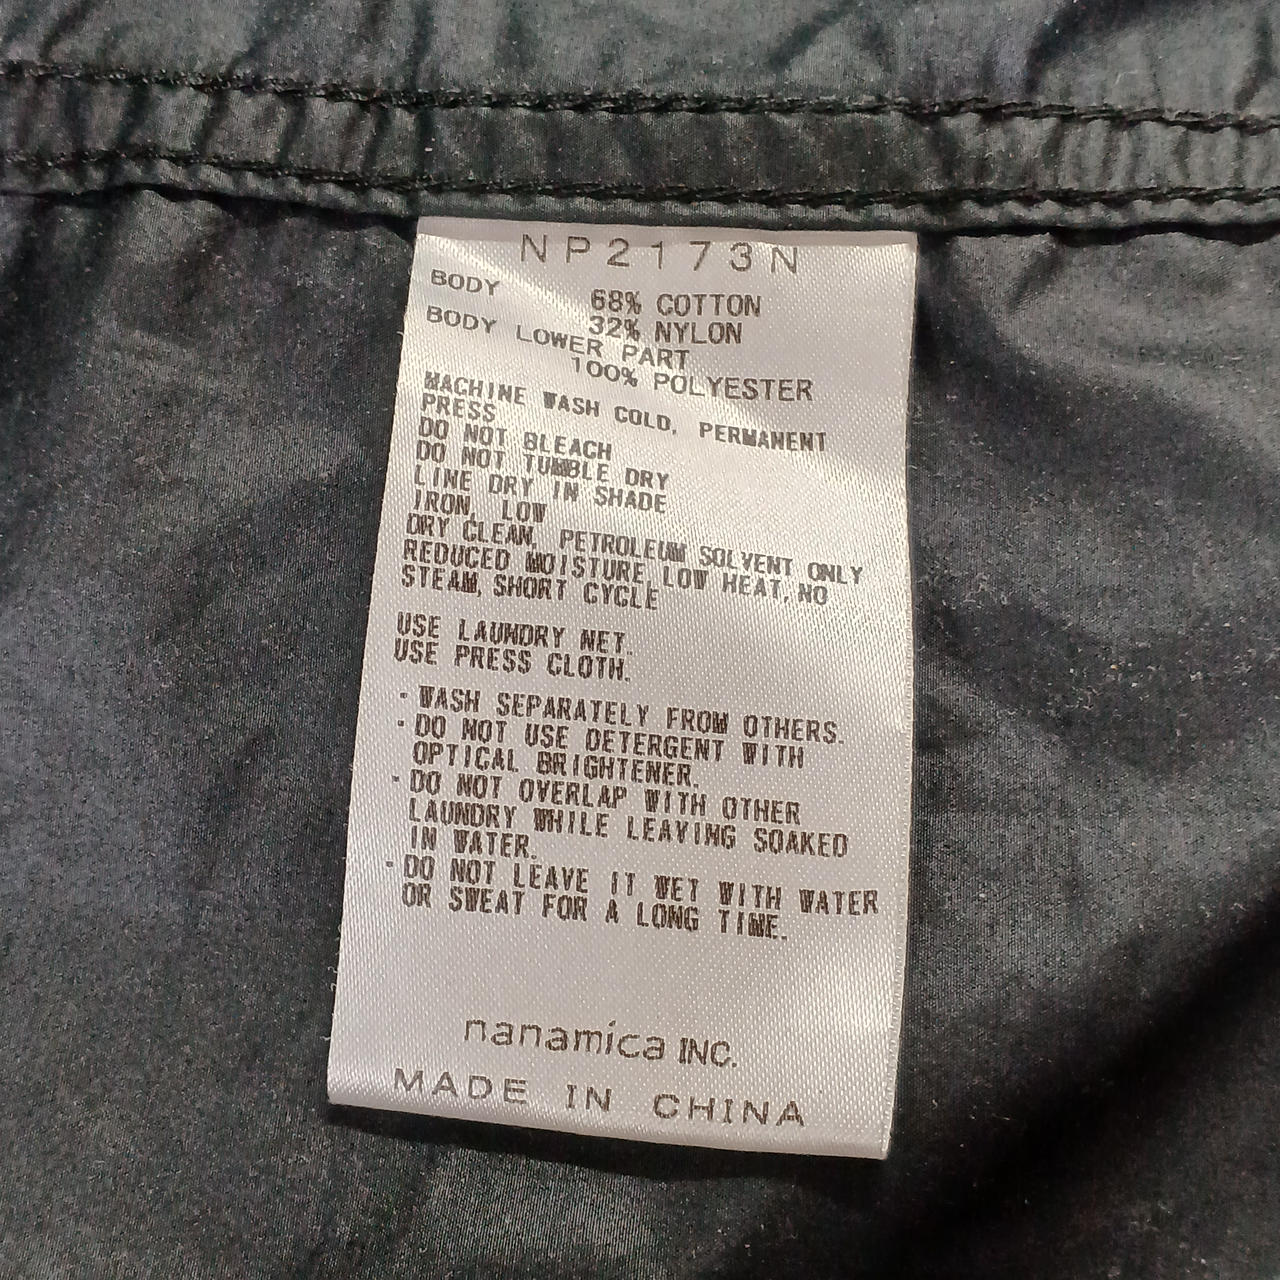 NP2173N
BODY
68% COTTON
32% NYLON
BODY LOWER PART
100% POLYESTER
MACHINE WASH COLD, PERMANENT
PRESS
DO NOT BLEACH
DO NOT TUMBLE DRY
LINE DRY IN SHADE
IRON, LOW
DRY CLEAN, PETROLEUM SOLVENT ONLY
REDUCED MOISTURE, LOW HEAT, NO
STEAM, SHORT CYCLE
USE LAUNDRY NET.
USE PRESS CLOTH.
・WASH SEPARATELY FROM OTHERS.
・DO NOT USE DETERGENT WITH
OPTICAL BRIGHTENER.
・DO NOT OVERLAP WITH OTHER
LAUNDRY WHILE LEAVING SOAKED
IN WATER.
・DO NOT LEAVE IT WET WITH WATER
OR SWEAT FOR A LONG TIME.
nanamica INC.
MADE IN CHINA